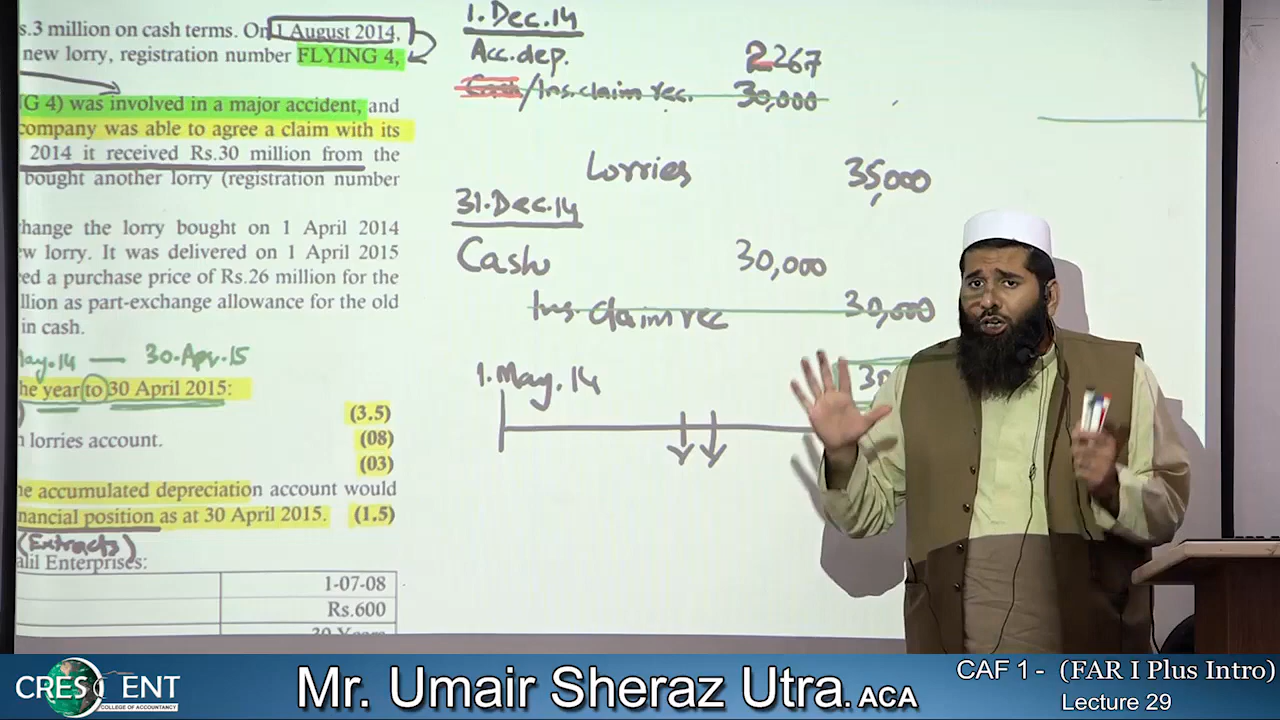 s.3 million on cash terms. On 1 August 2014,
new lorry, registration number FLYING 4,
G 4) was involved in a major accident, and
company was able to agree a claim with its
2014 it received Rs.30 million from the
bought another lorry (registration number
hange the lorry bought on 1 April 2014
w lorry. It was delivered on 1 April 2015
ed a purchase price of Rs.26 million for the
llion as part-exchange allowance for the old
in cash.
May.14 — 30.Apr.15
he year to 30 April 2015:
(3.5)
n lorries account. (08)
(03)
he accumulated depreciation account would
nancial position as at 30 April 2015. (1.5)
(Extracts)
alil Enterprises:
1-07-08
Rs.600
1.Dec.14
Acc.dep. 2267
Cash/Ins.claim rec. 30,000
Lorries 35,000
31.Dec.14
Cash 30,000
Ins.Claim rec 30,000
1.May.14
30
CRESCENT
COLLEGE OF ACCOUNTANCY
Mr. Umair Sheraz Utra. ACA
CAF 1 - (FAR I Plus Intro)
Lecture 29